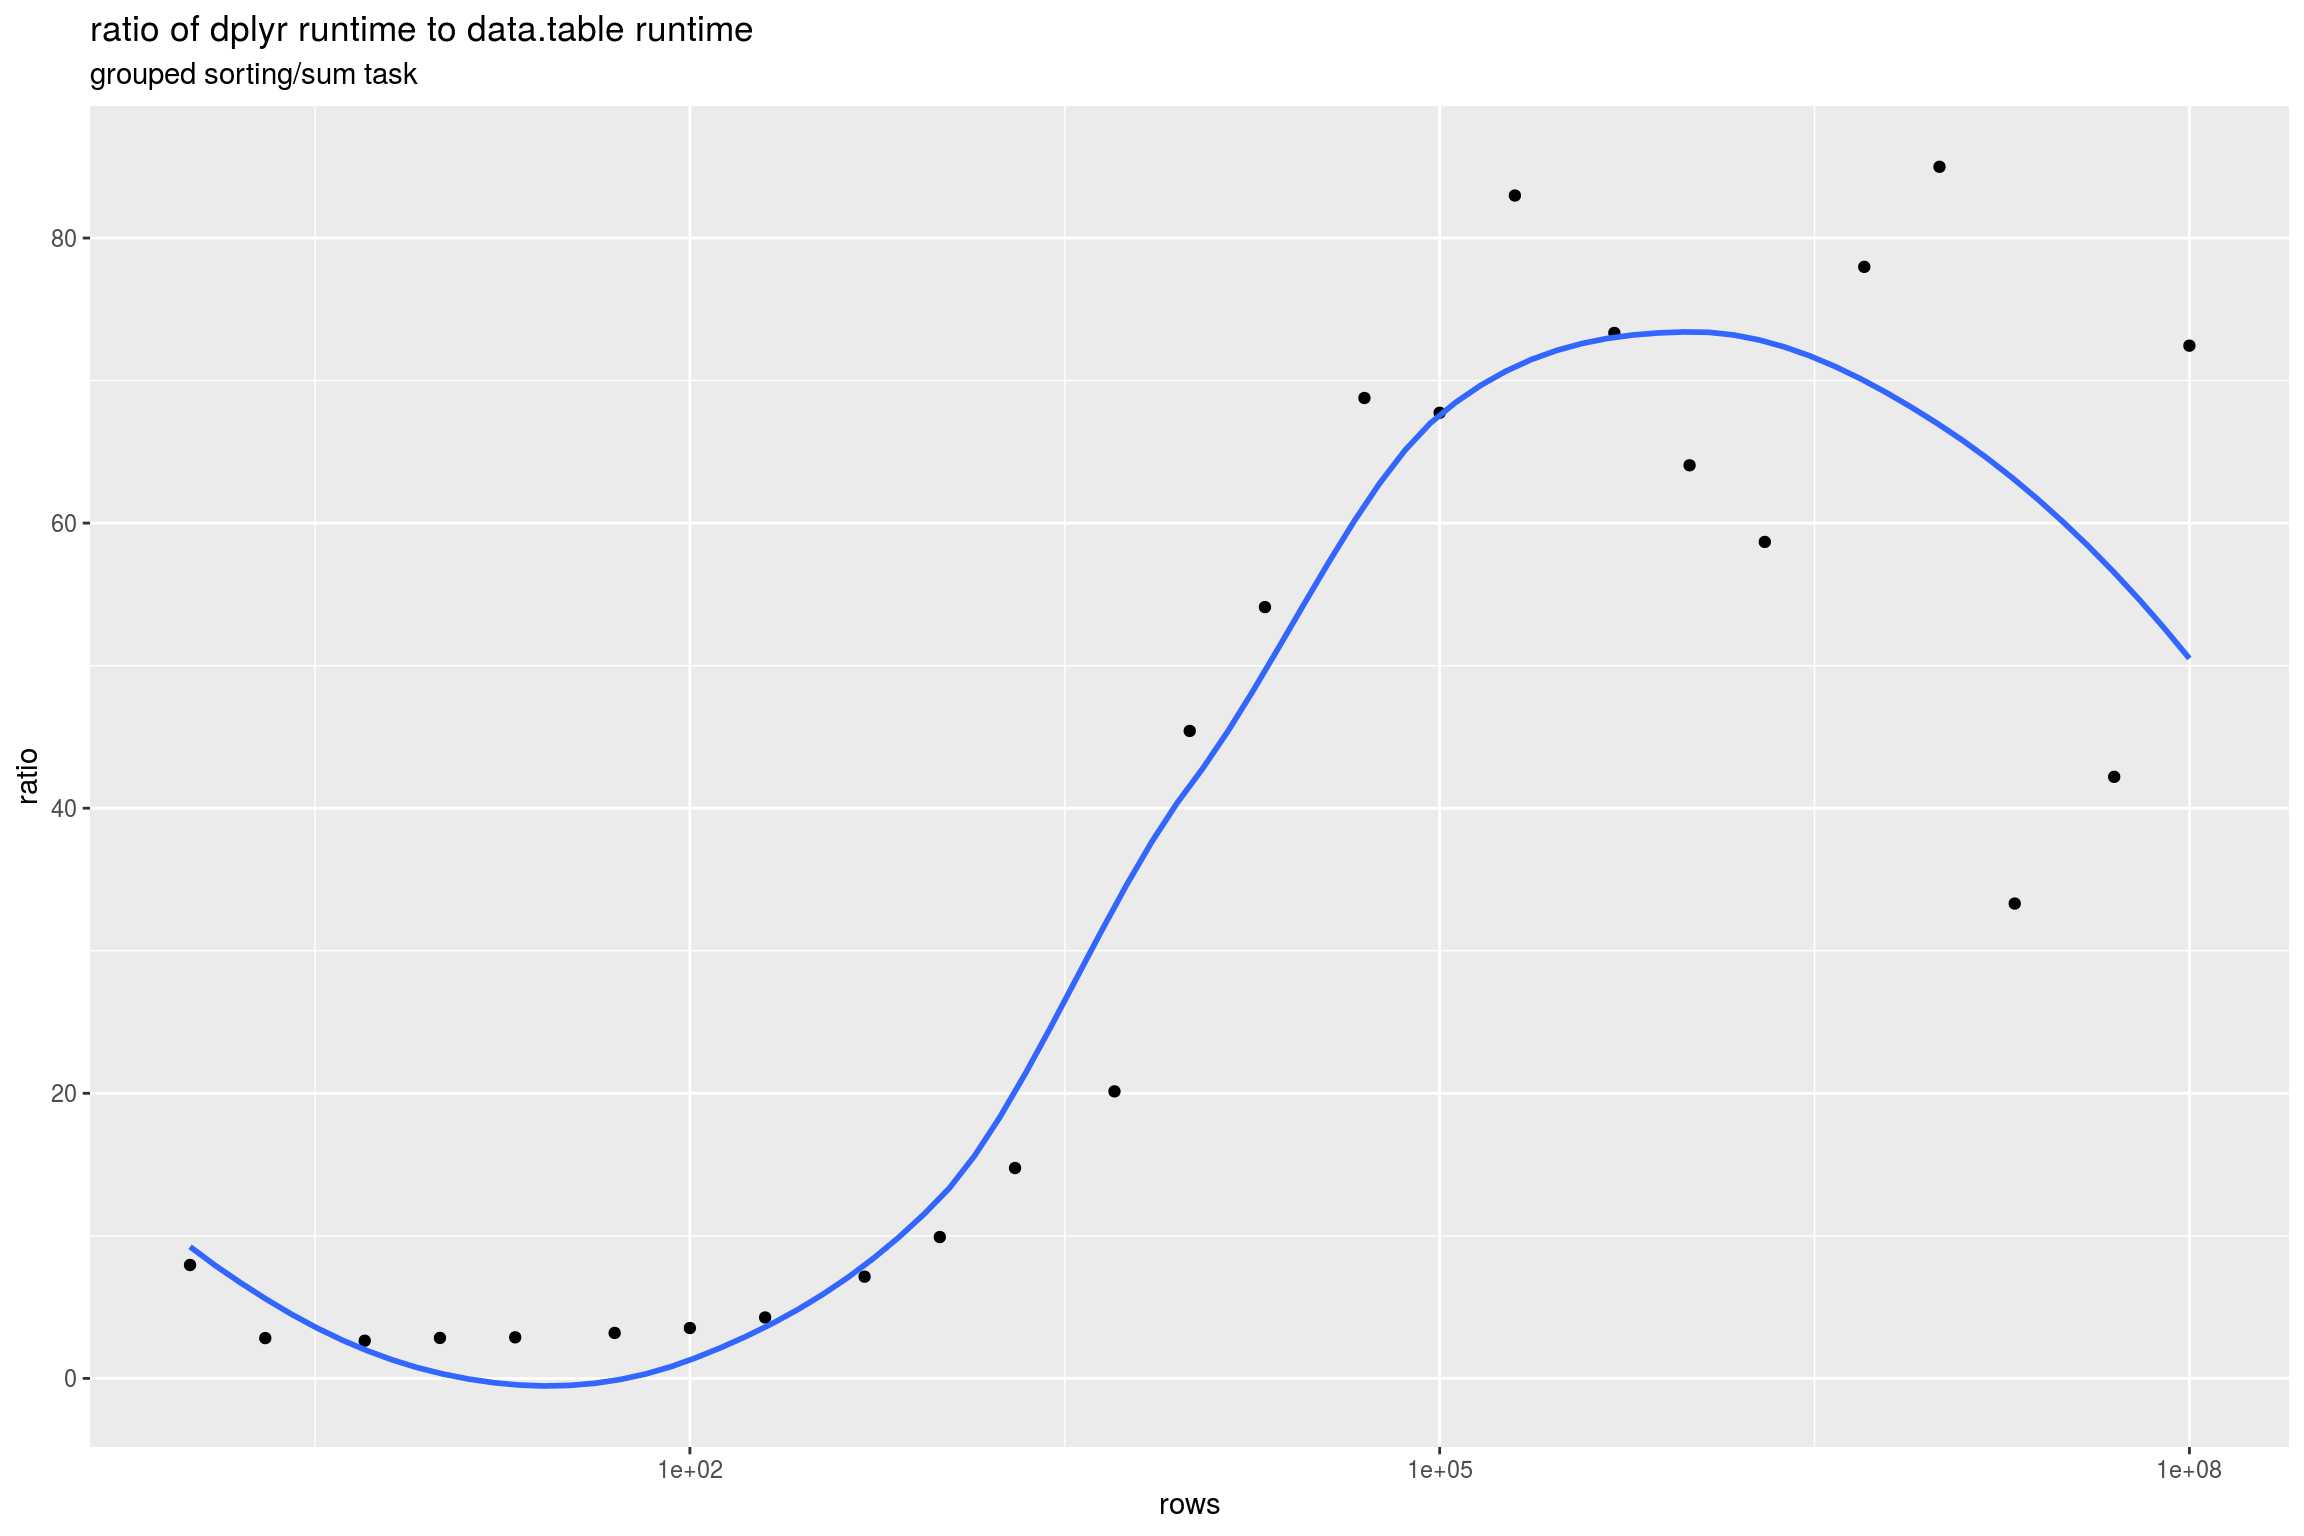 ratio of dplyr runtime to data.table runtime
grouped sorting/sum task
80
60
40
20
0
ratio
1e+02
1e+05
1e+08
rows